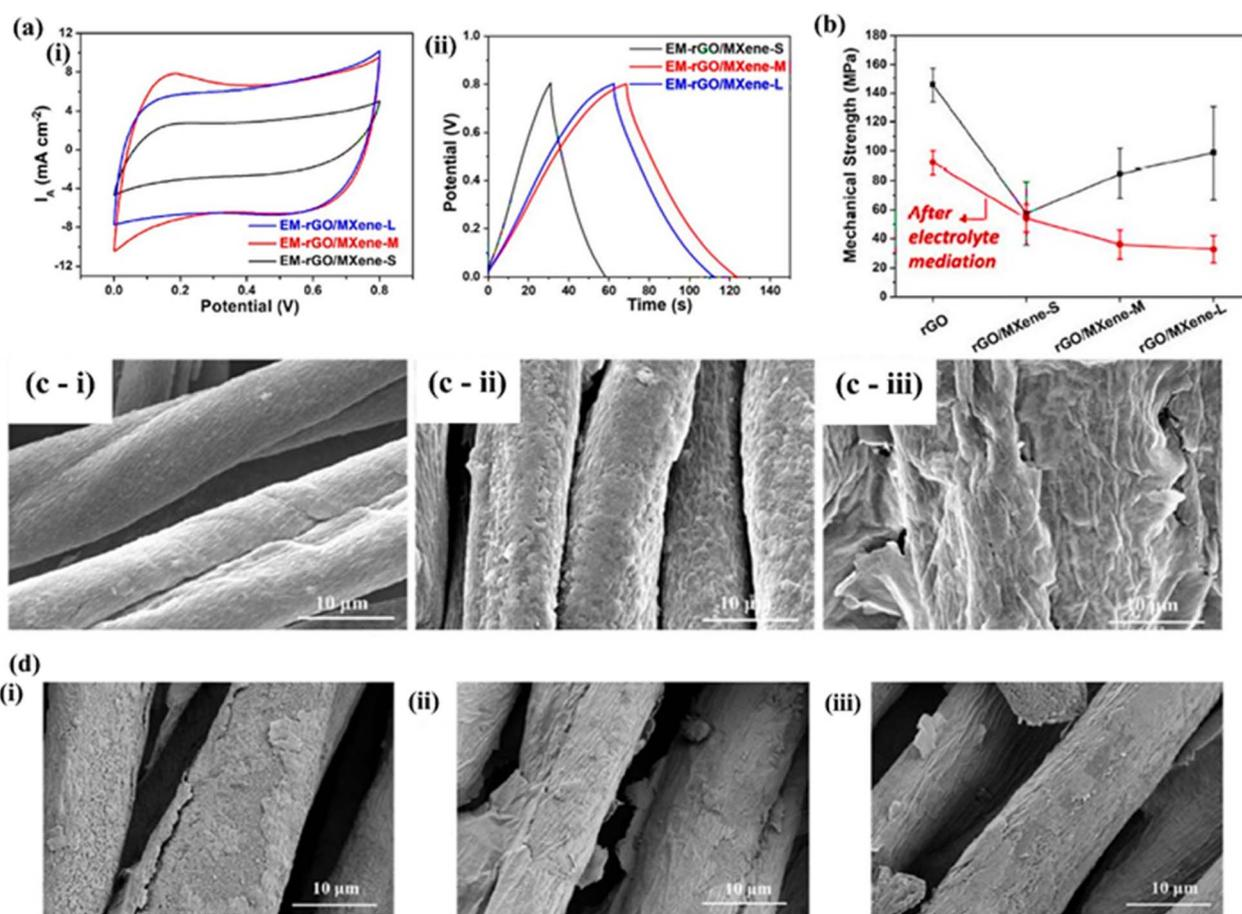 (a)
(i)
12
8
4
0
-4
-8
-12
I_A (mA cm⁻²)
EM-rGO/MXene-L
EM-rGO/MXene-M
EM-rGO/MXene-S
0.0 0.2 0.4 0.6 0.8
Potential (V)
(ii)
1.0
0.8
0.6
0.4
0.2
0.0
Potential (V)
EM-rGO/MXene-S
EM-rGO/MXene-M
EM-rGO/MXene-L
0 20 40 60 80 100 120 140
Time (s)
(b)
180
160
140
120
100
80
60
40
20
0
Mechanical Strength (MPa)
After
electrolyte
mediation
rGO
rGO/MXene-S
rGO/MXene-M
rGO/MXene-L
(c - i)
10 μm
(c - ii)
10 μm
(c - iii)
10 μm
(d)
(i)
10 μm
(ii)
10 μm
(iii)
10 μm